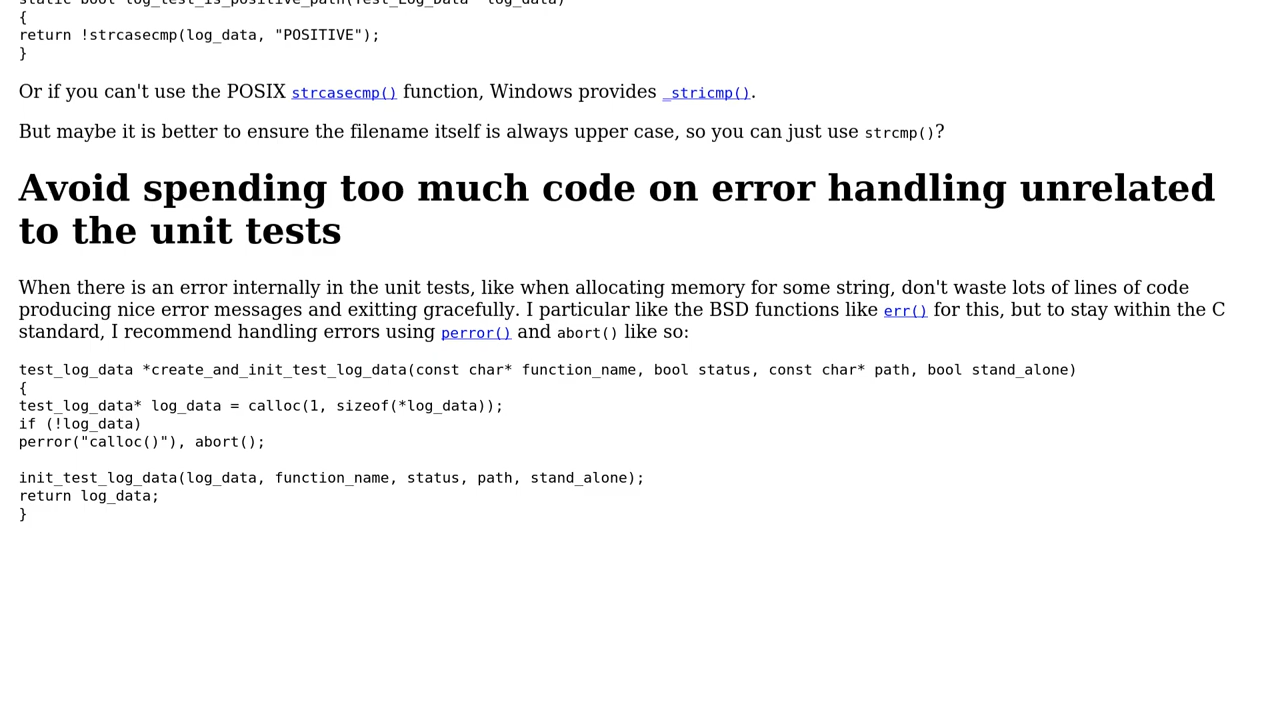 static bool log_test_is_positive_path(Test_Log_Data* log_data)
{
return !strcasecmp(log_data, "POSITIVE");
}
Or if you can't use the POSIX strcasecmp() function, Windows provides _stricmp().
But maybe it is better to ensure the filename itself is always upper case, so you can just use strcmp()?
Avoid spending too much code on error handling unrelated
to the unit tests
When there is an error internally in the unit tests, like when allocating memory for some string, don't waste lots of lines of code
producing nice error messages and exitting gracefully. I particular like the BSD functions like err() for this, but to stay within the C
standard, I recommend handling errors using perror() and abort() like so:
test_log_data *create_and_init_test_log_data(const char* function_name, bool status, const char* path, bool stand_alone)
{
test_log_data* log_data = calloc(1, sizeof(*log_data));
if (!log_data)
perror("calloc()"), abort();
init_test_log_data(log_data, function_name, status, path, stand_alone);
return log_data;
}